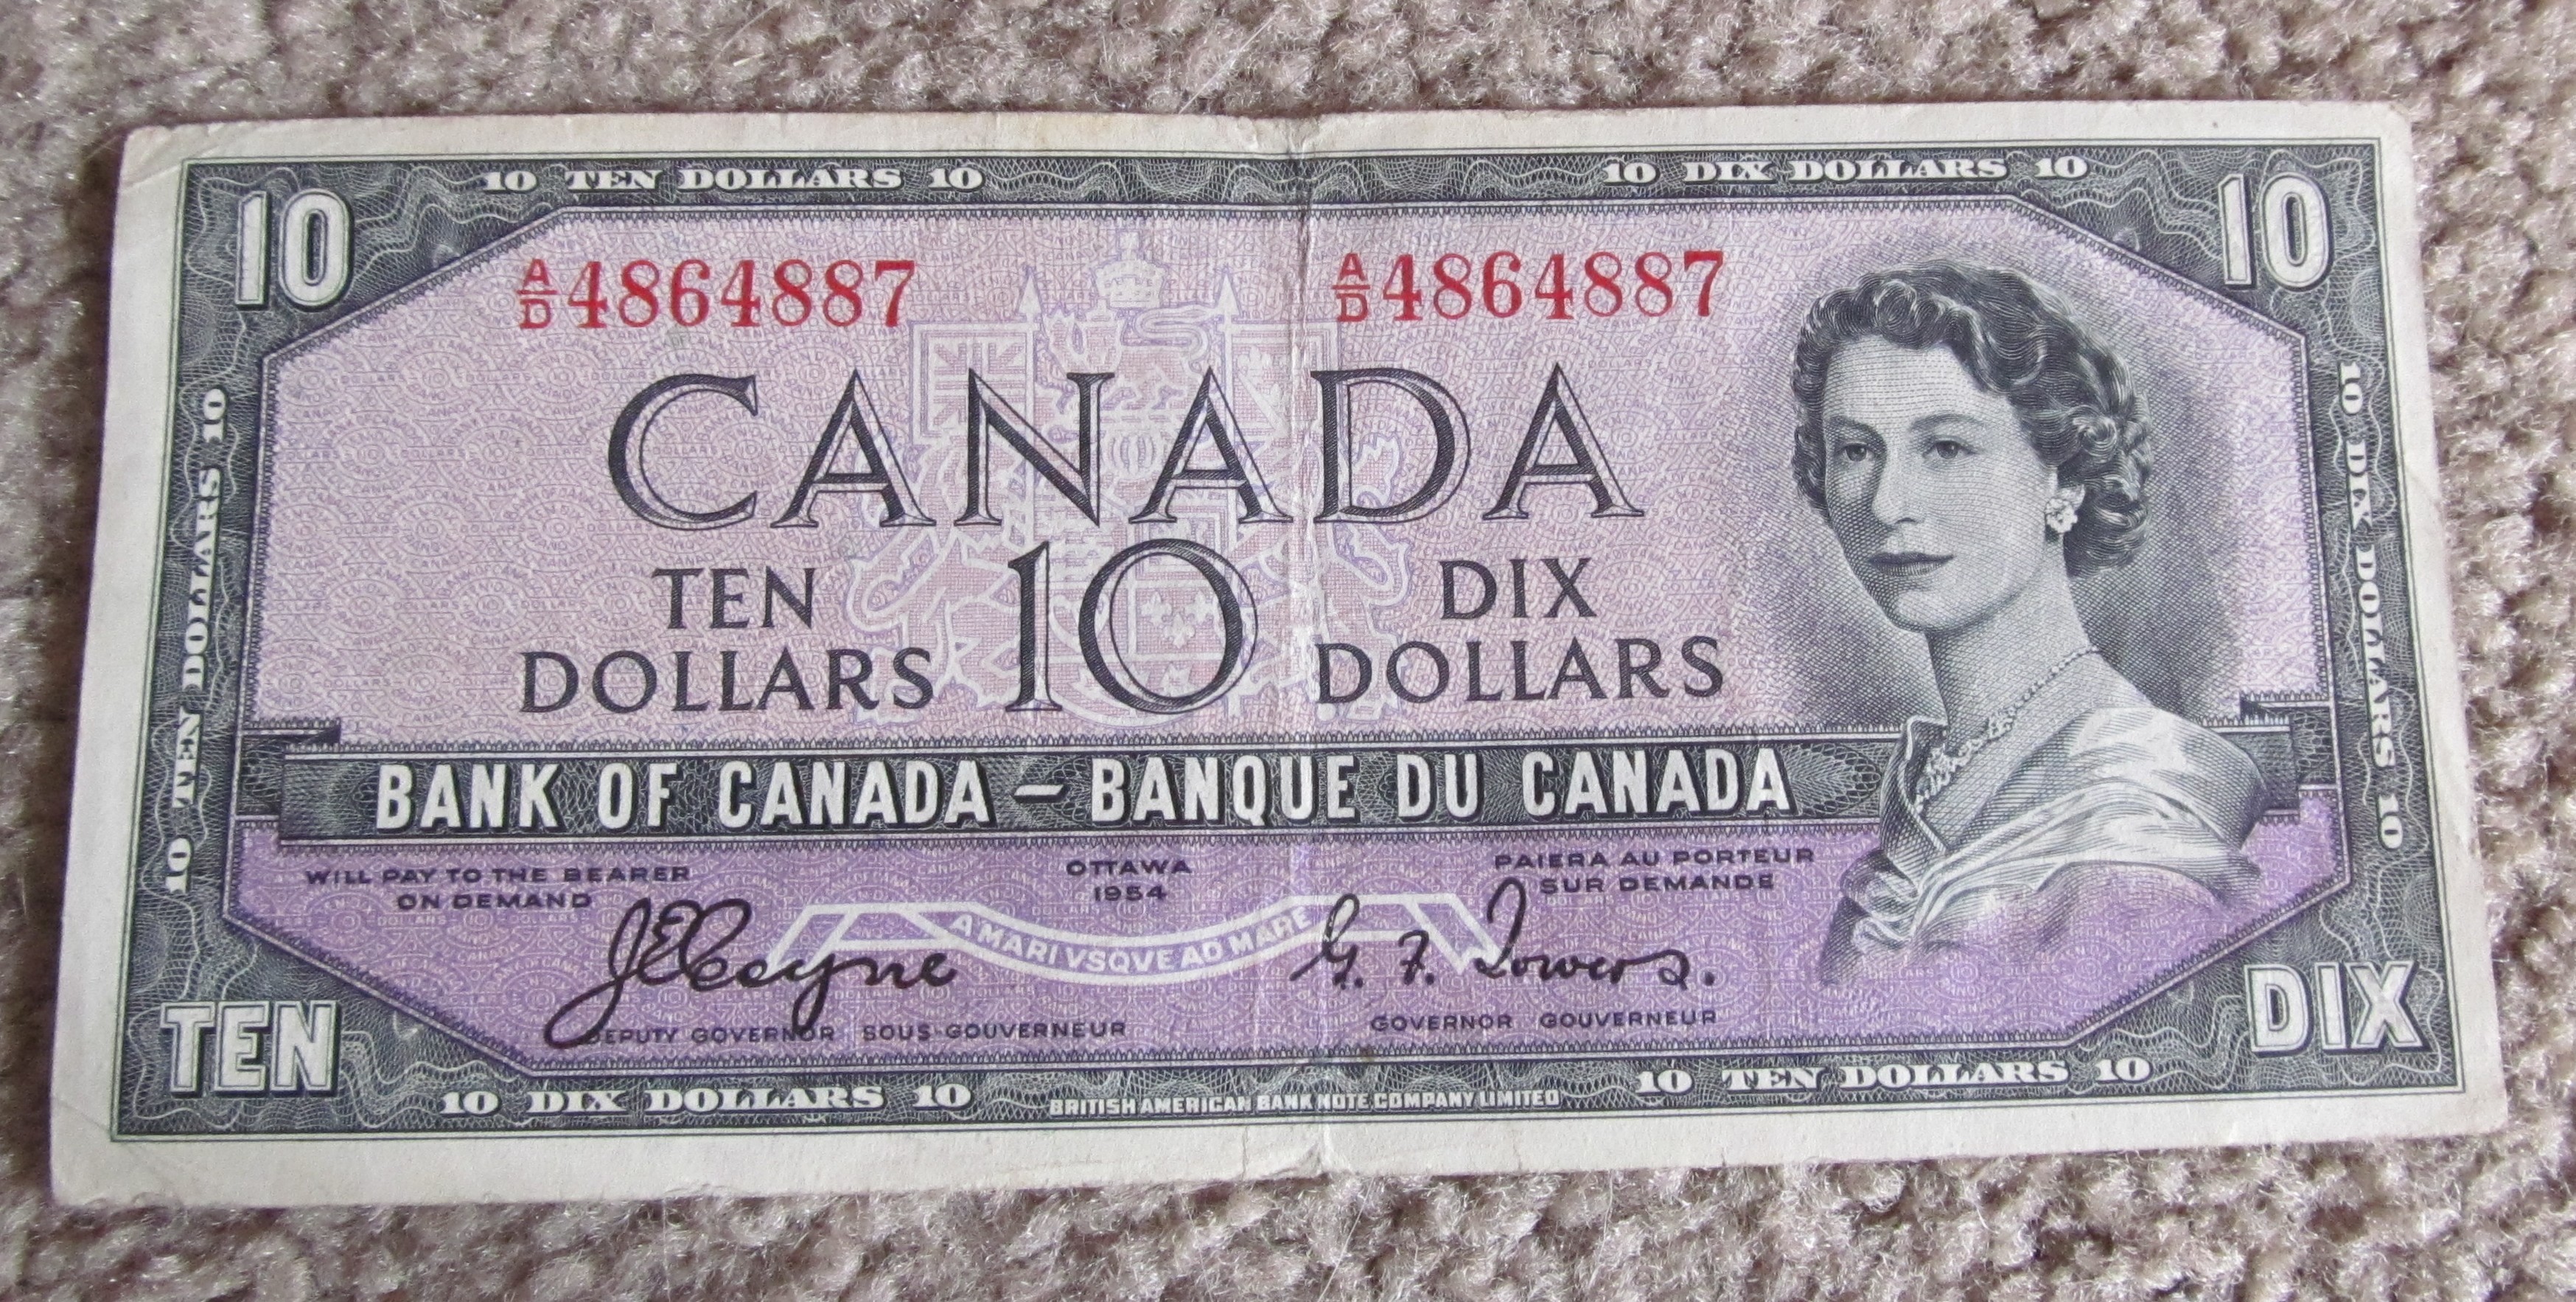 10 TEN DOLLARS 10
10 DIX DOLLARS 10
10
10
A/D 4864887
A/D 4864887
CANADA
TEN
DOLLARS
10
DIX
DOLLARS
10 TEN DOLLARS 10
10 DIX DOLLARS 10
BANK OF CANADA – BANQUE DU CANADA
WILL PAY TO THE BEARER
ON DEMAND
OTTAWA
1954
PAIERA AU PORTEUR
SUR DEMANDE
A MARI VSQVE AD MARE
J E Coyne
G. F. Towers.
DEPUTY GOVERNOR SOUS-GOUVERNEUR
GOVERNOR GOUVERNEUR
TEN
DIX
10 DIX DOLLARS 10
BRITISH AMERICAN BANK NOTE COMPANY LIMITED
10 TEN DOLLARS 10